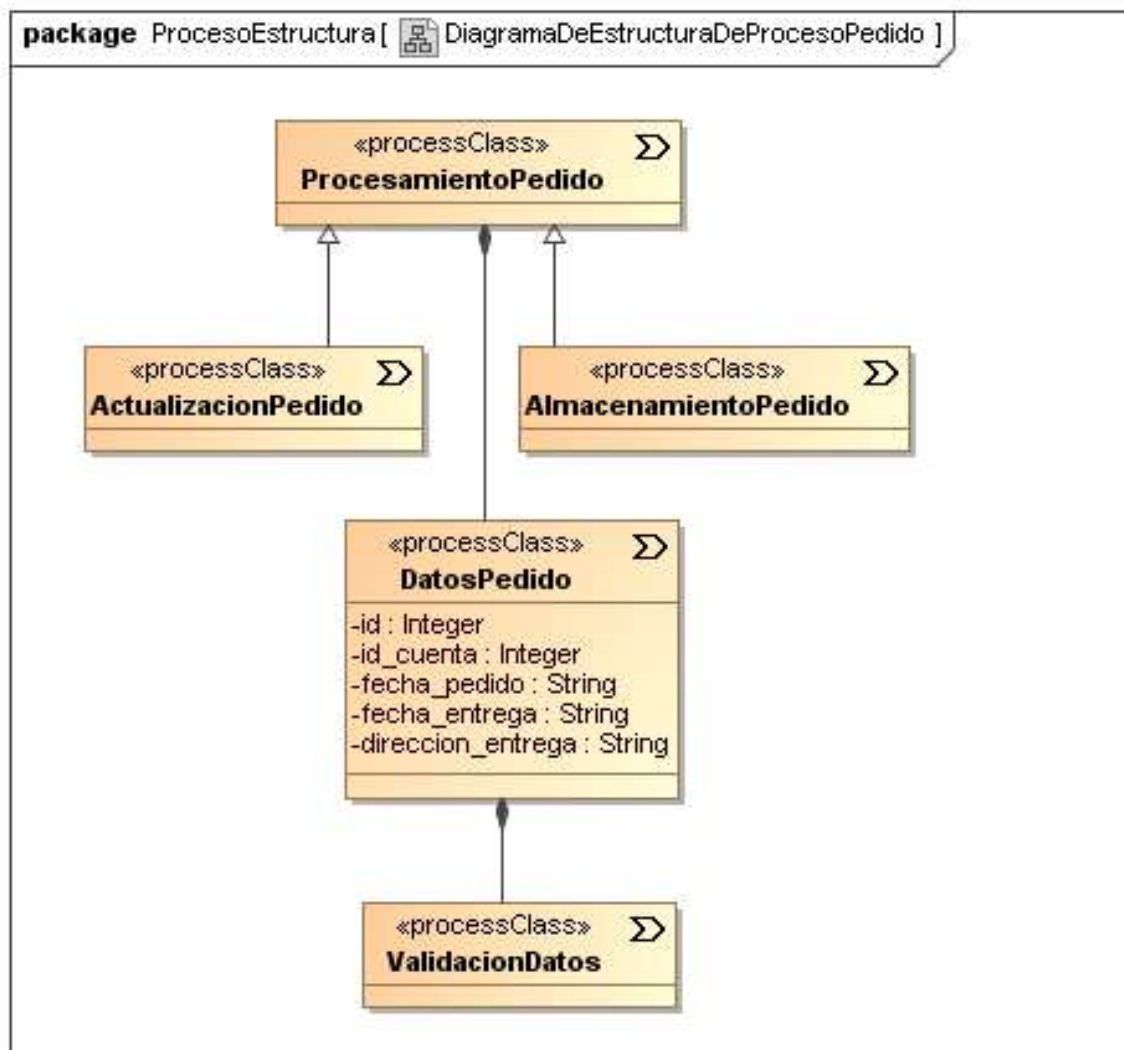 package ProcesoEstructura [ DiagramaDeEstructuraDeProcesoPedido ]
«processClass»
ProcesamientoPedido
«processClass»
ActualizacionPedido
«processClass»
AlmacenamientoPedido
«processClass»
DatosPedido
-id : Integer
-id_cuenta : Integer
-fecha_pedido : String
-fecha_entrega : String
-direccion_entrega : String
«processClass»
ValidacionDatos